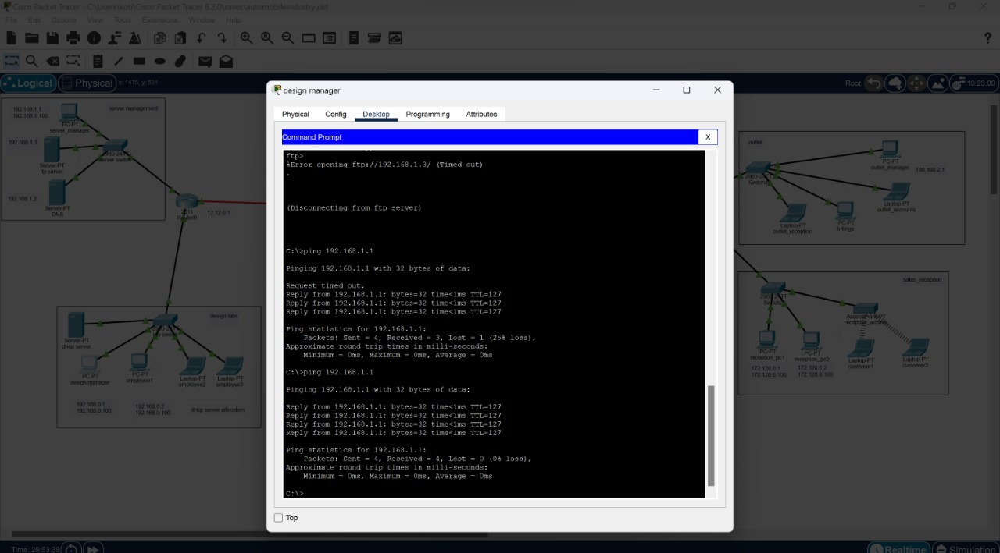 Cisco Packet Tracer - C:\Users\koti\Cisco Packet Tracer 8.2.0\saves\automobileindustry.pkt
File Edit Options View Tools Extensions Window Help
Logical Physical x: 1475, y: 531
Root 10:23:00
192.168.1.1
192.168.1.100
PC-PT
server_manager
server management
192.168.1.3
Server-PT
ftp server
2960-24TT
server switch
192.168.1.2
Server-PT
DNS
2811
Router0
12.12.0.1
design labs
Server-PT
dhcp server
PC-PT
design manager
PC-PT
employee1
Laptop-PT
employee2
Laptop-PT
employee3
192.168.0.1
192.168.0.100
192.168.0.2
192.168.0.100
dhcp server allocation
design manager
Physical Config Desktop Programming Attributes
Command Prompt X
ftp>
%Error opening ftp://192.168.1.3/ (Timed out)
.
(Disconnecting from ftp server)
C:\>ping 192.168.1.1
Pinging 192.168.1.1 with 32 bytes of data:
Request timed out.
Reply from 192.168.1.1: bytes=32 time<1ms TTL=127
Reply from 192.168.1.1: bytes=32 time<1ms TTL=127
Reply from 192.168.1.1: bytes=32 time<1ms TTL=127
Ping statistics for 192.168.1.1:
Packets: Sent = 4, Received = 3, Lost = 1 (25% loss),
Approximate round trip times in milli-seconds:
Minimum = 0ms, Maximum = 0ms, Average = 0ms
C:\>ping 192.168.1.1
Pinging 192.168.1.1 with 32 bytes of data:
Reply from 192.168.1.1: bytes=32 time<1ms TTL=127
Reply from 192.168.1.1: bytes=32 time<1ms TTL=127
Reply from 192.168.1.1: bytes=32 time<1ms TTL=127
Reply from 192.168.1.1: bytes=32 time<1ms TTL=127
Ping statistics for 192.168.1.1:
Packets: Sent = 4, Received = 4, Lost = 0 (0% loss),
Approximate round trip times in milli-seconds:
Minimum = 0ms, Maximum = 0ms, Average = 0ms
C:\>
Top
outlet
2960-24TT
PC-PT
outlet_manager
198.168.2.1
Laptop-PT
outlet_accounts
Laptop-PT
outlet_reception
PC-PT
billings
sales_reception
PC-PT
reception_pc1
PC-PT
reception_pc2
Laptop-PT
customer1
Laptop-PT
customer2
172.128.0.1
172.128.0.100
172.128.0.2
172.128.0.100
Time: 29:53:38
Realtime Simulation